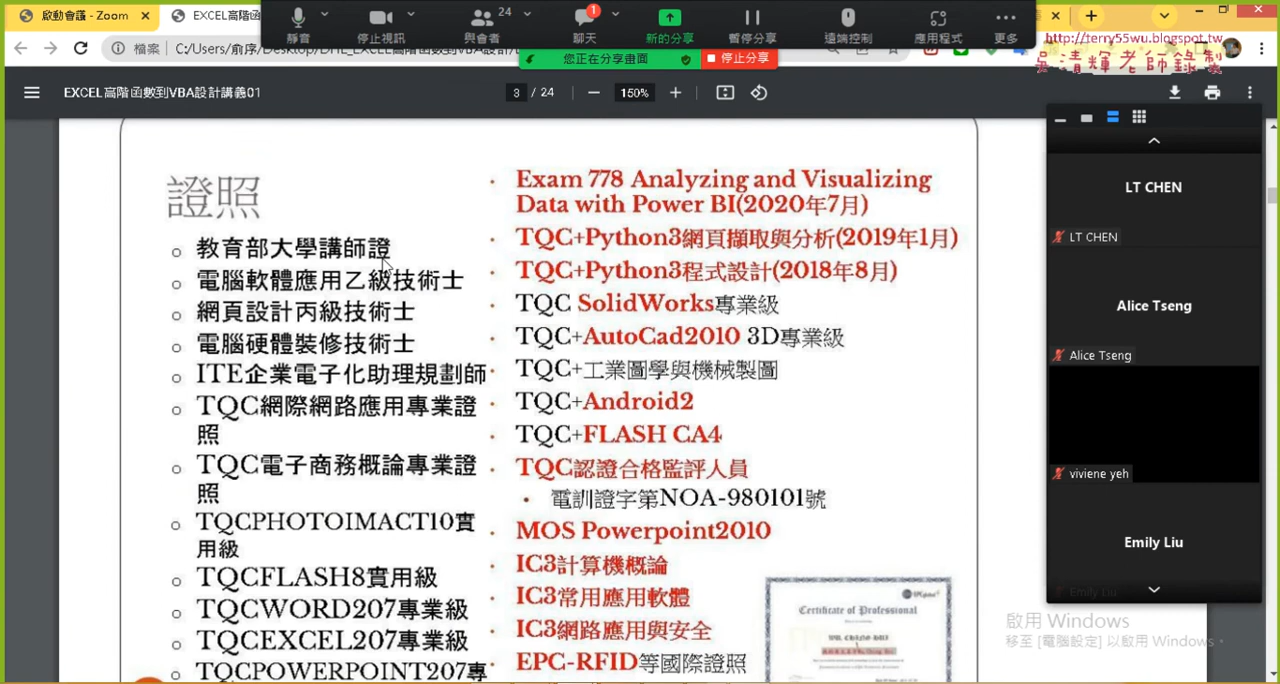 啟動會議 - Zoom
EXCEL高階函
靜音
停止視訊
24
與會者
1
聊天
新的分享
暫停分享
遠端控制
應用程式
更多
檔案
您正在分享畫面
停止分享
http://terry55wu.blogspot.tw
吳清輝老師錄製
EXCEL高階函數到VBA設計講義01
3 / 24
150%
證照
教育部大學講師證
電腦軟體應用乙級技術士
網頁設計丙級技術士
電腦硬體裝修技術士
ITE企業電子化助理規劃師
TQC網際網路應用專業證
照
TQC電子商務概論專業證
照
TQCPHOTOIMACT10實
用級
TQCFLASH8實用級
TQCWORD207專業級
TQCEXCEL207專業級
TQCPOWERPOINT207專
Exam 778 Analyzing and Visualizing
Data with Power BI(2020年7月)
TQC+Python3網頁擷取與分析(2019年1月)
TQC+Python3程式設計(2018年8月)
TQC SolidWorks專業級
TQC+AutoCad2010 3D專業級
TQC+工業圖學與機械製圖
TQC+Android2
TQC+FLASH CA4
TQC認證合格監評人員
電訓證字第NOA-980101號
MOS Powerpoint2010
IC3計算機概論
IC3常用應用軟體
IC3網路應用與安全
EPC-RFID等國際證照
Certificate of Professional
LT CHEN
LT CHEN
Alice Tseng
Alice Tseng
viviene yeh
Emily Liu
Emily Liu
啟用 Windows
移至 [電腦設定] 以啟用 Windows。